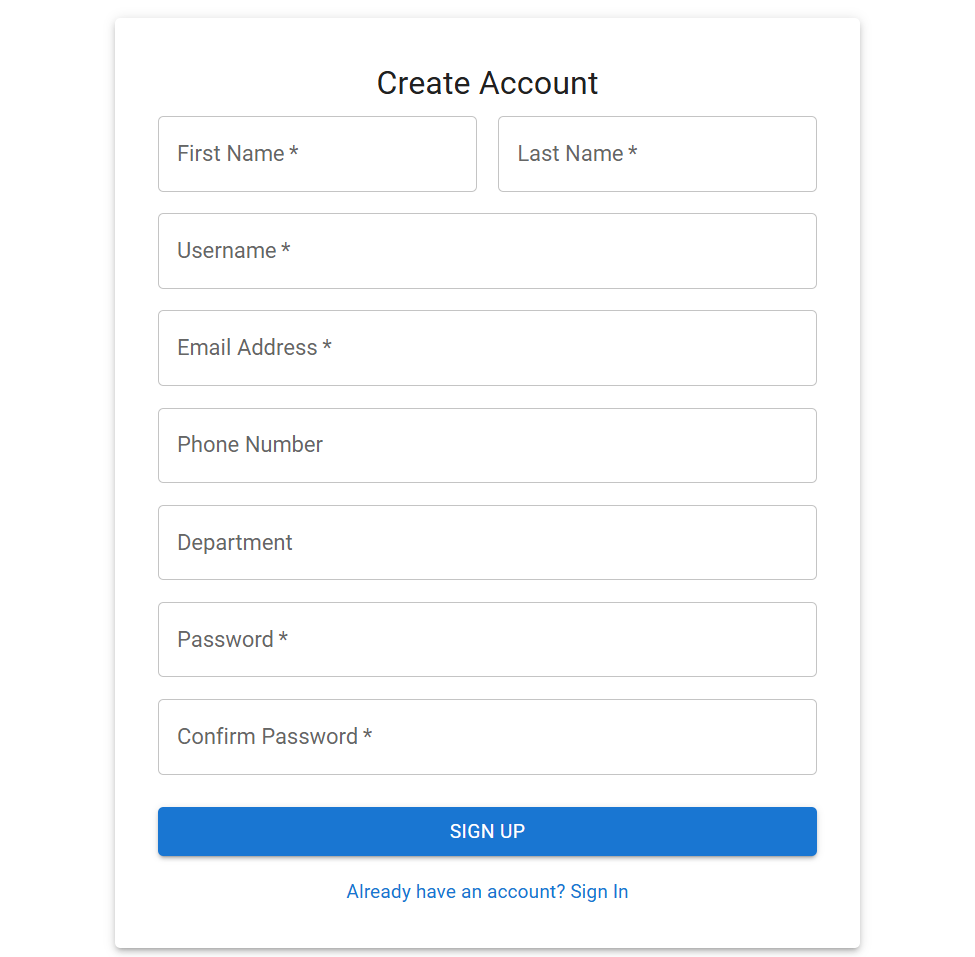 Create Account
First Name *
Last Name *
Username *
Email Address *
Phone Number
Department
Password *
Confirm Password *
SIGN UP
Already have an account? Sign In